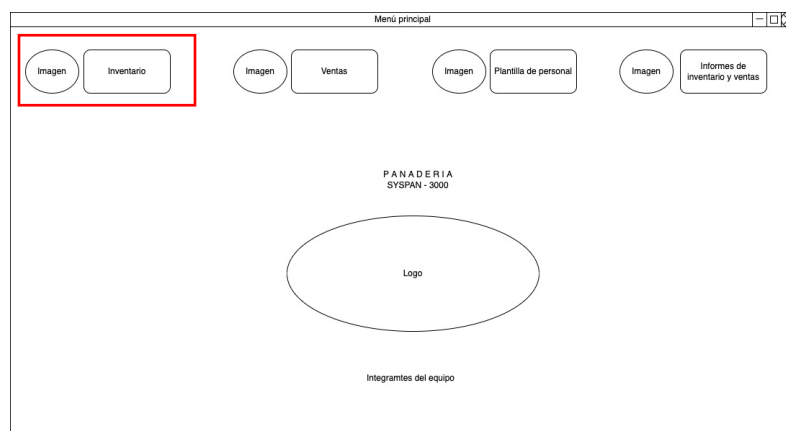 Menú principal
Imagen
Inventario
Imagen
Ventas
Imagen
Plantilla de personal
Imagen
Informes de
inventario y ventas
P A N A D E R I A
SYSPAN - 3000
Logo
Integramtes del equipo